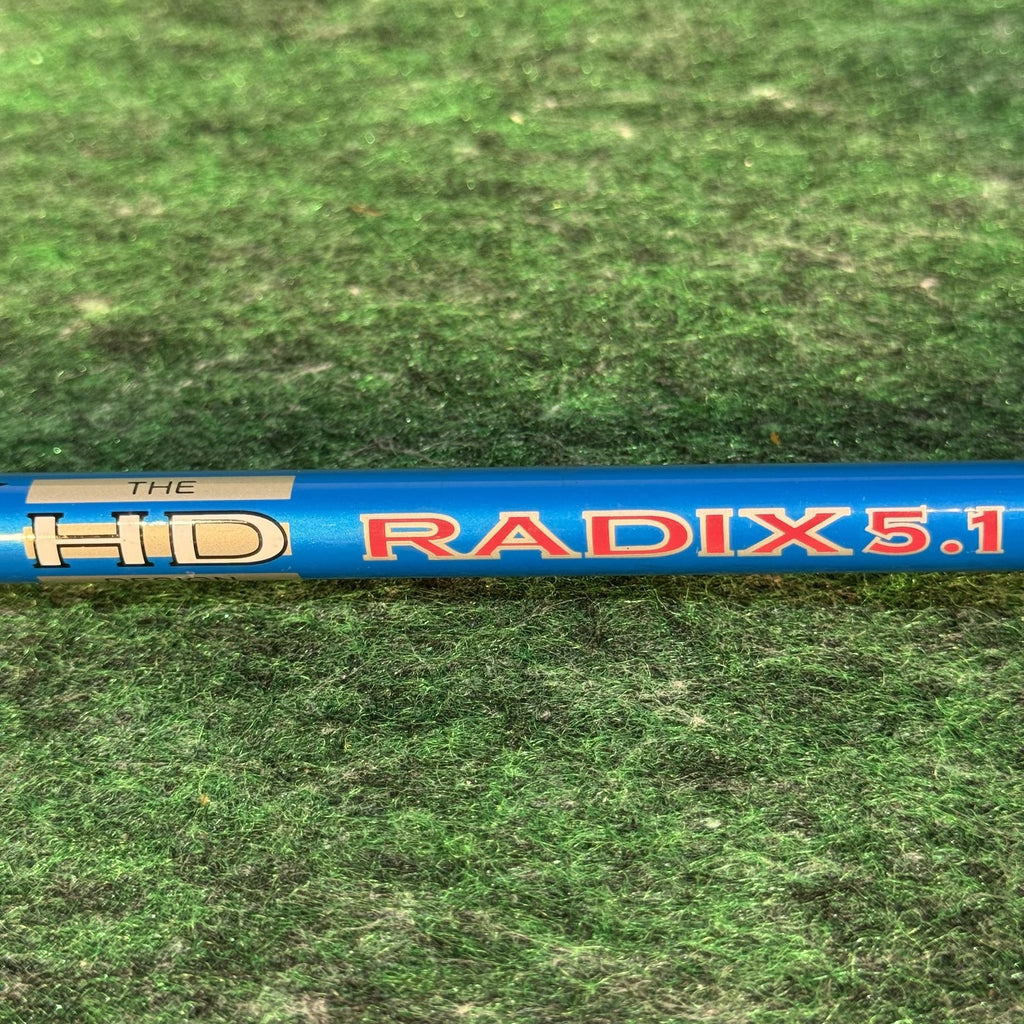 THE
HD RADIX 5.1